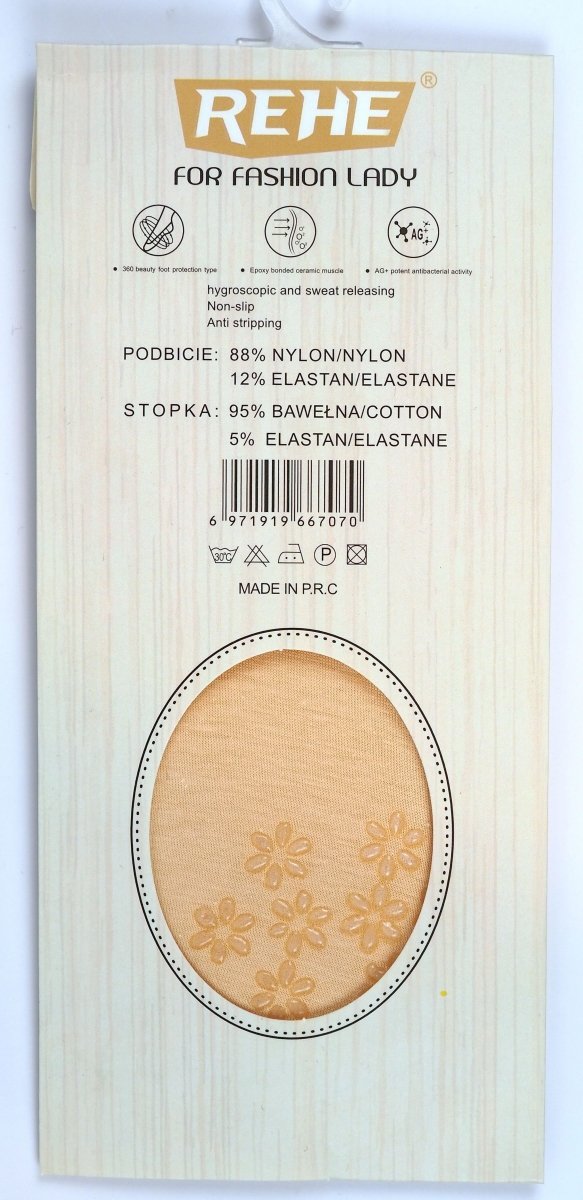 REHE®
FOR FASHION LADY
AG+
• 360 beauty foot protection type • Epoxy bonded ceramic muscle • AG+ potent antibacterial activity
hygroscopic and sweat releasing
Non-slip
Anti stripping
PODBICIE: 88% NYLON/NYLON
12% ELASTAN/ELASTANE
STOPKA: 95% BAWEŁNA/COTTON
5% ELASTAN/ELASTANE
6 971919 667070
30℃ P
MADE IN P.R.C